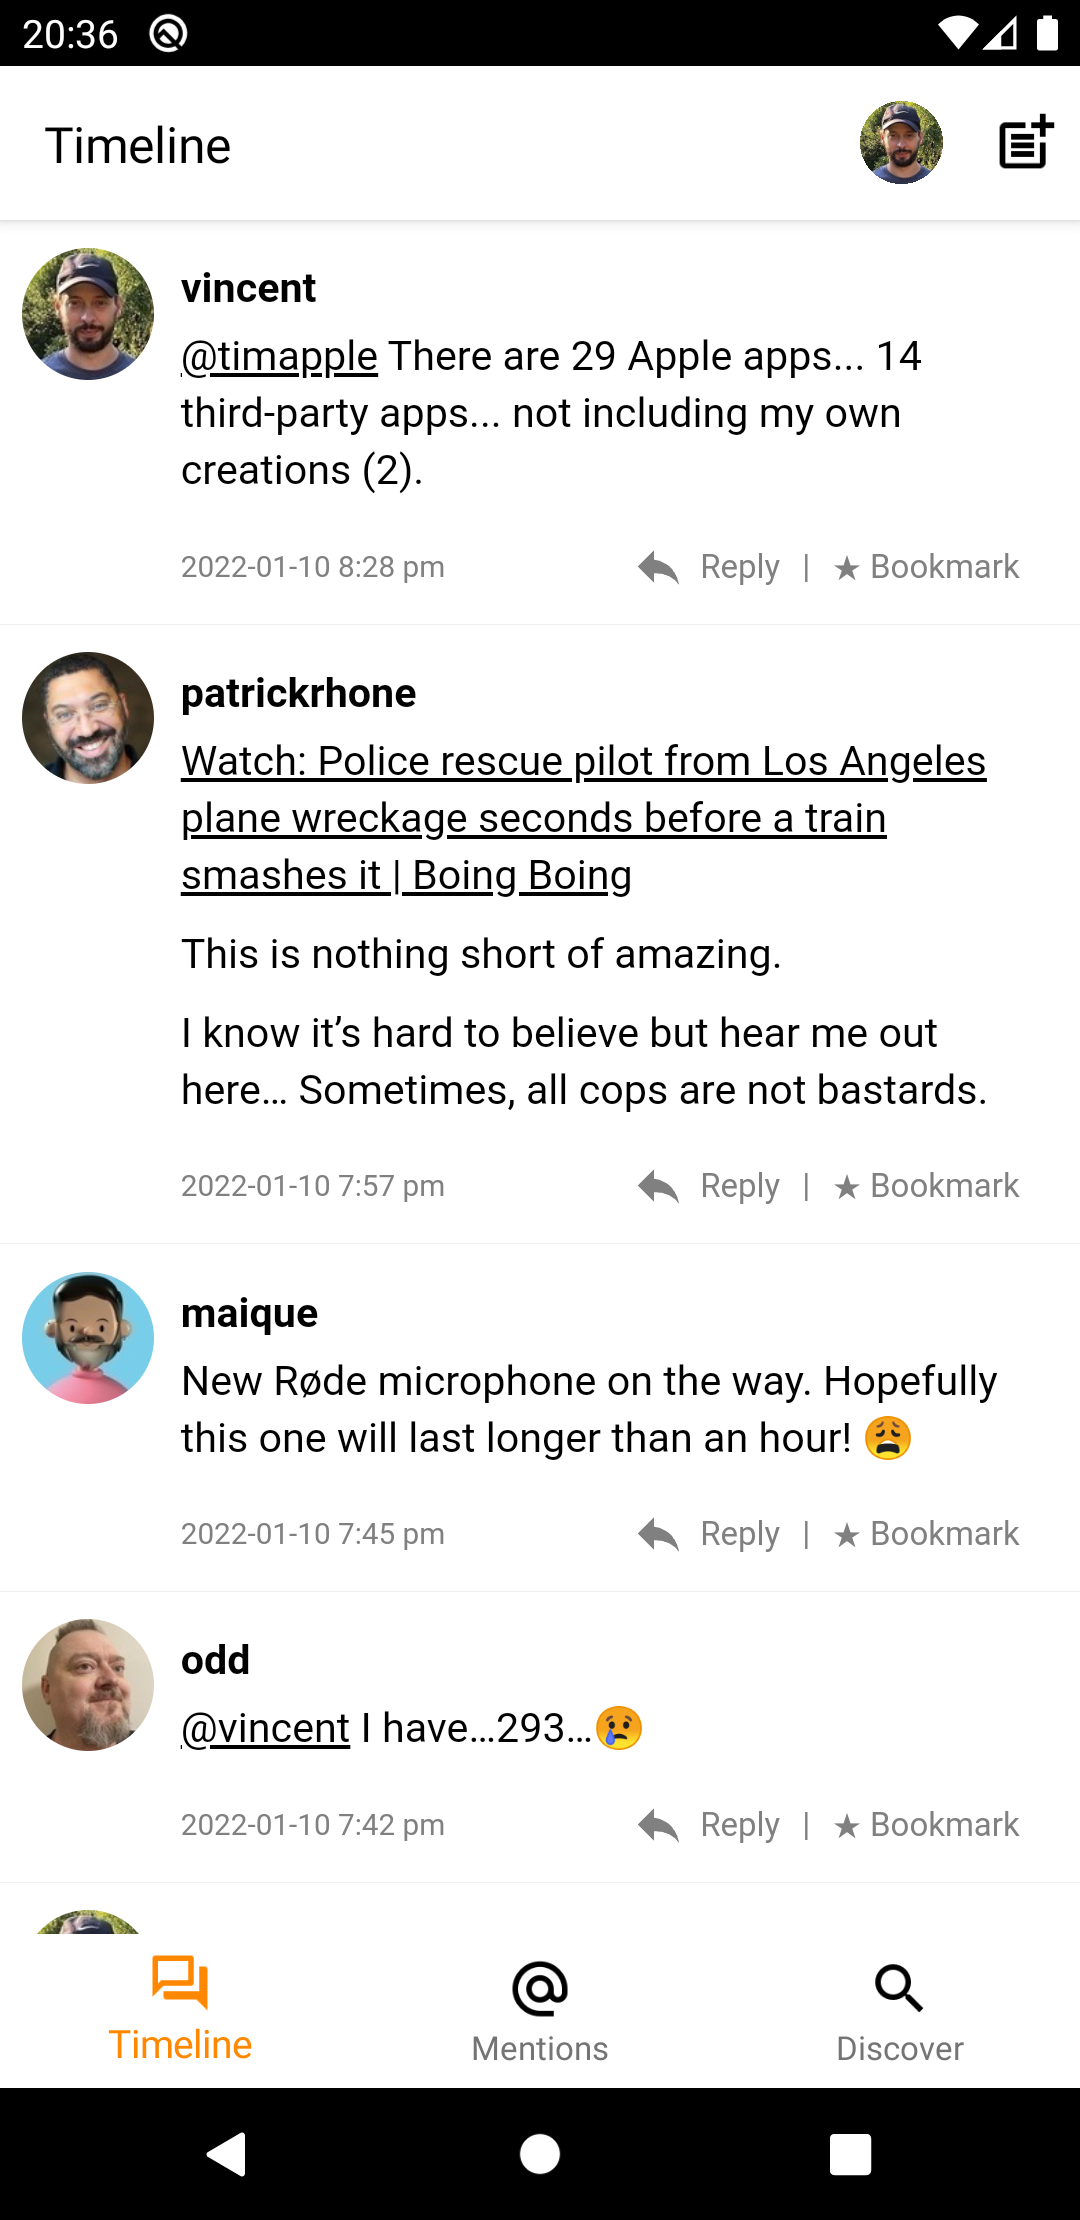 20:36
Timeline
vincent
@timapple There are 29 Apple apps... 14
third-party apps... not including my own
creations (2).
2022-01-10 8:28 pm Reply | ★ Bookmark
patrickrhone
Watch: Police rescue pilot from Los Angeles
plane wreckage seconds before a train
smashes it | Boing Boing
This is nothing short of amazing.
I know it’s hard to believe but hear me out
here… Sometimes, all cops are not bastards.
2022-01-10 7:57 pm Reply | ★ Bookmark
maique
New Røde microphone on the way. Hopefully
this one will last longer than an hour! 😩
2022-01-10 7:45 pm Reply | ★ Bookmark
odd
@vincent I have…293…😢
2022-01-10 7:42 pm Reply | ★ Bookmark
Timeline Mentions Discover